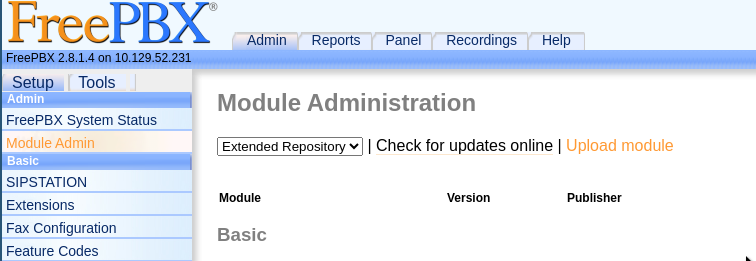 FreePBX®
Admin Reports Panel Recordings Help
FreePBX 2.8.1.4 on 10.129.52.231
Setup Tools
Admin
FreePBX System Status
Module Admin
Basic
SIPSTATION
Extensions
Fax Configuration
Feature Codes
Module Administration
Extended Repository | Check for updates online | Upload module
Module Version Publisher
Basic